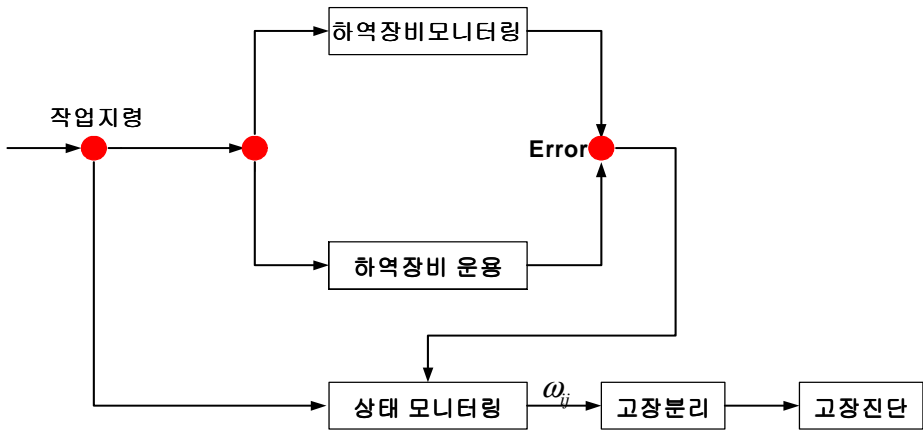 하역장비모니터링
작업지령
Error
하역장비 운용
상태 모니터링
ω_ij
고장분리
고장진단